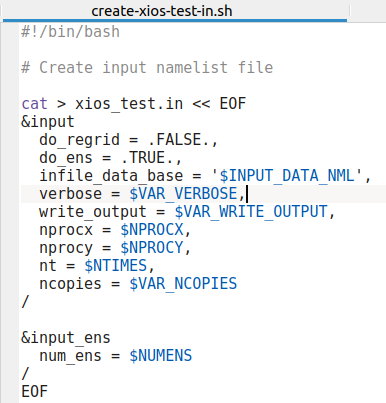 create-xios-test-in.sh
#!/bin/bash
# Create input namelist file
cat > xios_test.in << EOF
&input
  do_regrid = .FALSE.,
  do_ens = .TRUE.,
  infile_data_base = '$INPUT_DATA_NML',
  verbose = $VAR_VERBOSE,
  write_output = $VAR_WRITE_OUTPUT,
  nprocx = $NPROCX,
  nprocy = $NPROCY,
  nt = $NTIMES,
  ncopies = $VAR_NCOPIES
/
&input_ens
  num_ens = $NUMENS
/
EOF